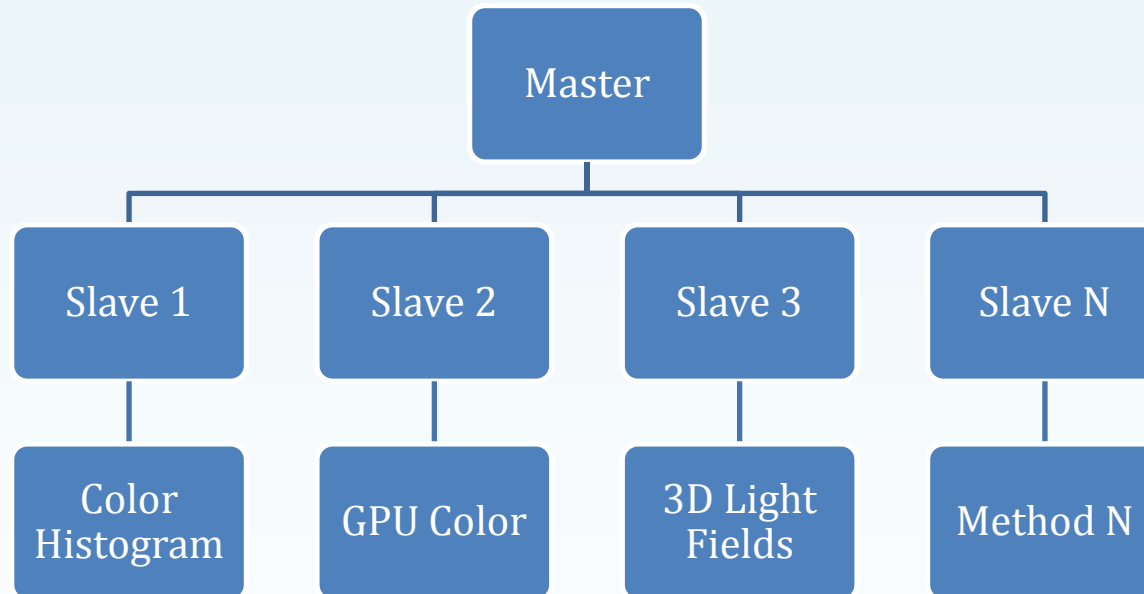 Master
Slave 1
Slave 2
Slave 3
Slave N
Color
Histogram
GPU Color
3D Light
Fields
Method N